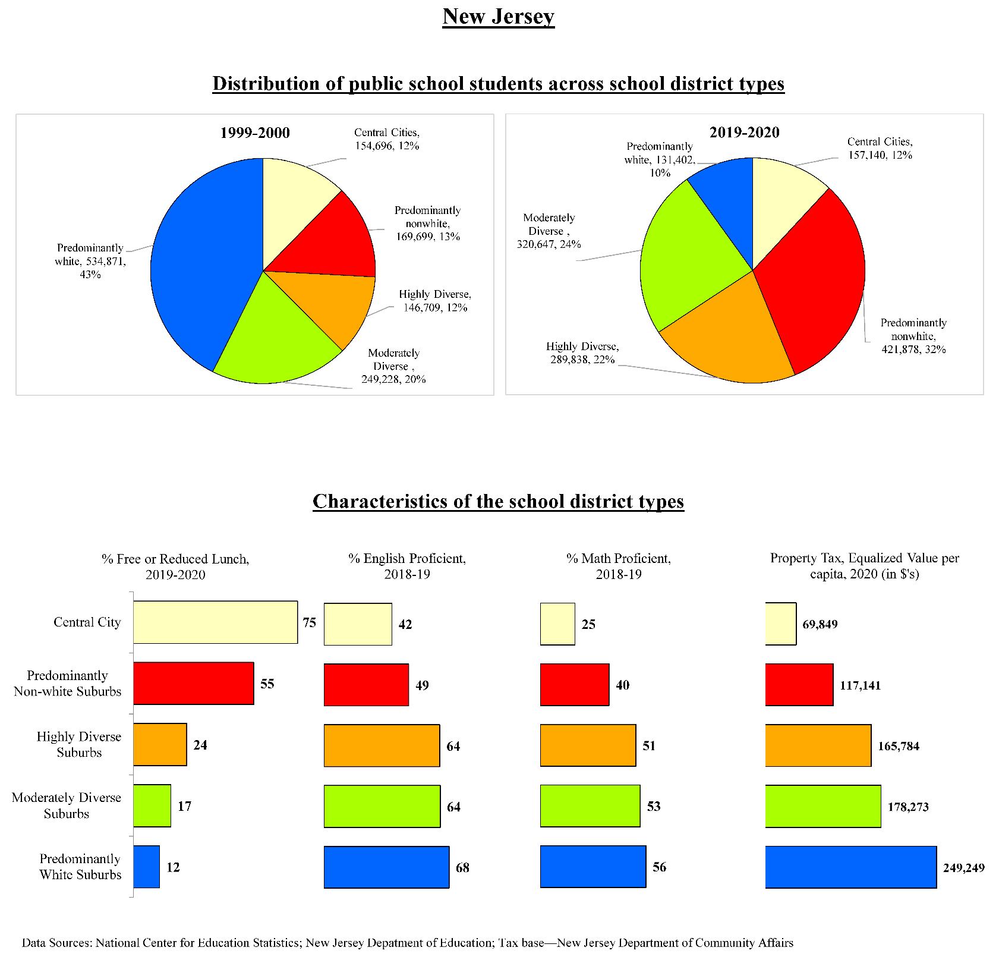 New Jersey
Distribution of public school students across school district types
1999-2000
Central Cities,
154,696, 12%
Predominantly
nonwhite,
169,699, 13%
Highly Diverse,
146,709, 12%
Moderately
Diverse ,
249,228, 20%
Predominantly
white, 534,871,
43%
2019-2020
Central Cities,
157,140, 12%
Predominantly
nonwhite,
421,878, 32%
Highly Diverse,
289,838, 22%
Moderately
Diverse ,
320,647, 24%
Predominantly
white, 131,402,
10%
Characteristics of the school district types
% Free or Reduced Lunch,
2019-2020
% English Proficient,
2018-19
% Math Proficient,
2018-19
Property Tax, Equalized Value per
capita, 2020 (in $'s)
Central City
75
42
25
69,849
Predominantly
Non-white Suburbs
55
49
40
117,141
Highly Diverse
Suburbs
24
64
51
165,784
Moderately Diverse
Suburbs
17
64
53
178,273
Predominantly
White Suburbs
12
68
56
249,249
Data Sources: National Center for Education Statistics; New Jersey Depatment of Education; Tax base—New Jersey Department of Community Affairs